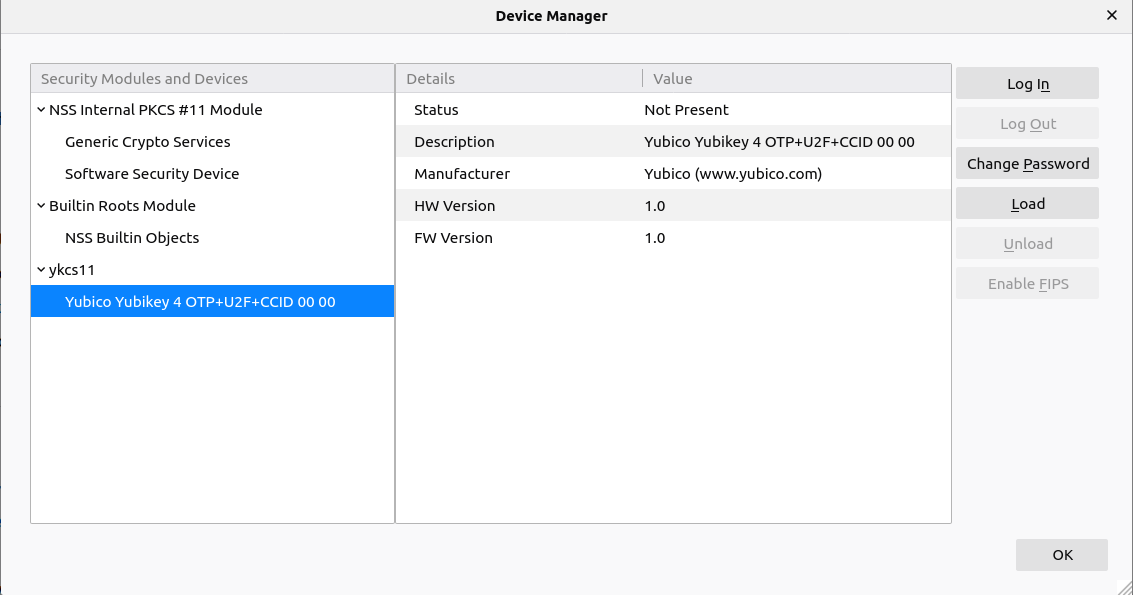 Device Manager
Security Modules and Devices
Details Value
NSS Internal PKCS #11 Module
Generic Crypto Services
Software Security Device
Builtin Roots Module
NSS Builtin Objects
ykcs11
Yubico Yubikey 4 OTP+U2F+CCID 00 00
Status Not Present
Description Yubico Yubikey 4 OTP+U2F+CCID 00 00
Manufacturer Yubico (www.yubico.com)
HW Version 1.0
FW Version 1.0
Log In
Log Out
Change Password
Load
Unload
Enable FIPS
OK